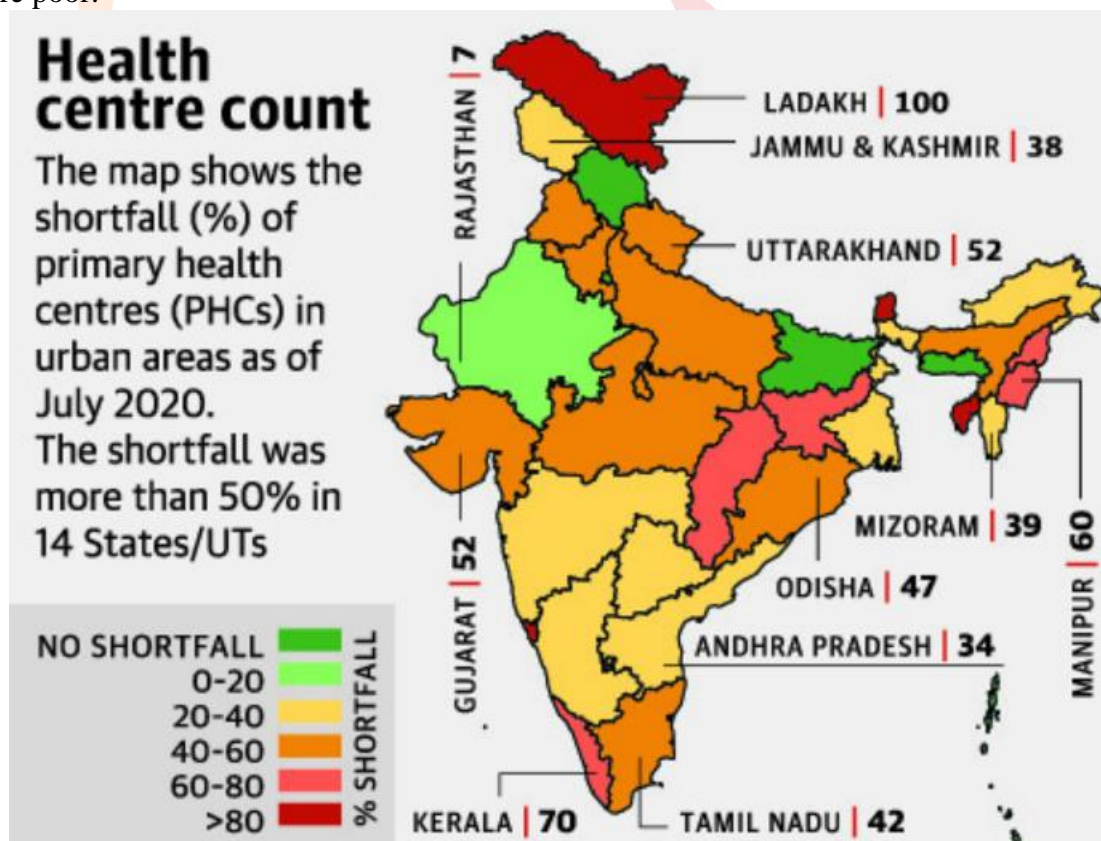 re poor.
Health
centre count
The map shows the
shortfall (%) of
primary health
centres (PHCs) in
urban areas as of
July 2020.
The shortfall was
more than 50% in
14 States/UTs
RAJASTHAN | 7
LADAKH | 100
JAMMU & KASHMIR | 38
UTTARAKHAND | 52
MIZORAM | 39
MANIPUR | 60
ODISHA | 47
GUJARAT | 52
ANDHRA PRADESH | 34
KERALA | 70
TAMIL NADU | 42
NO SHORTFALL
0-20
20-40
40-60
60-80
>80
% SHORTFALL